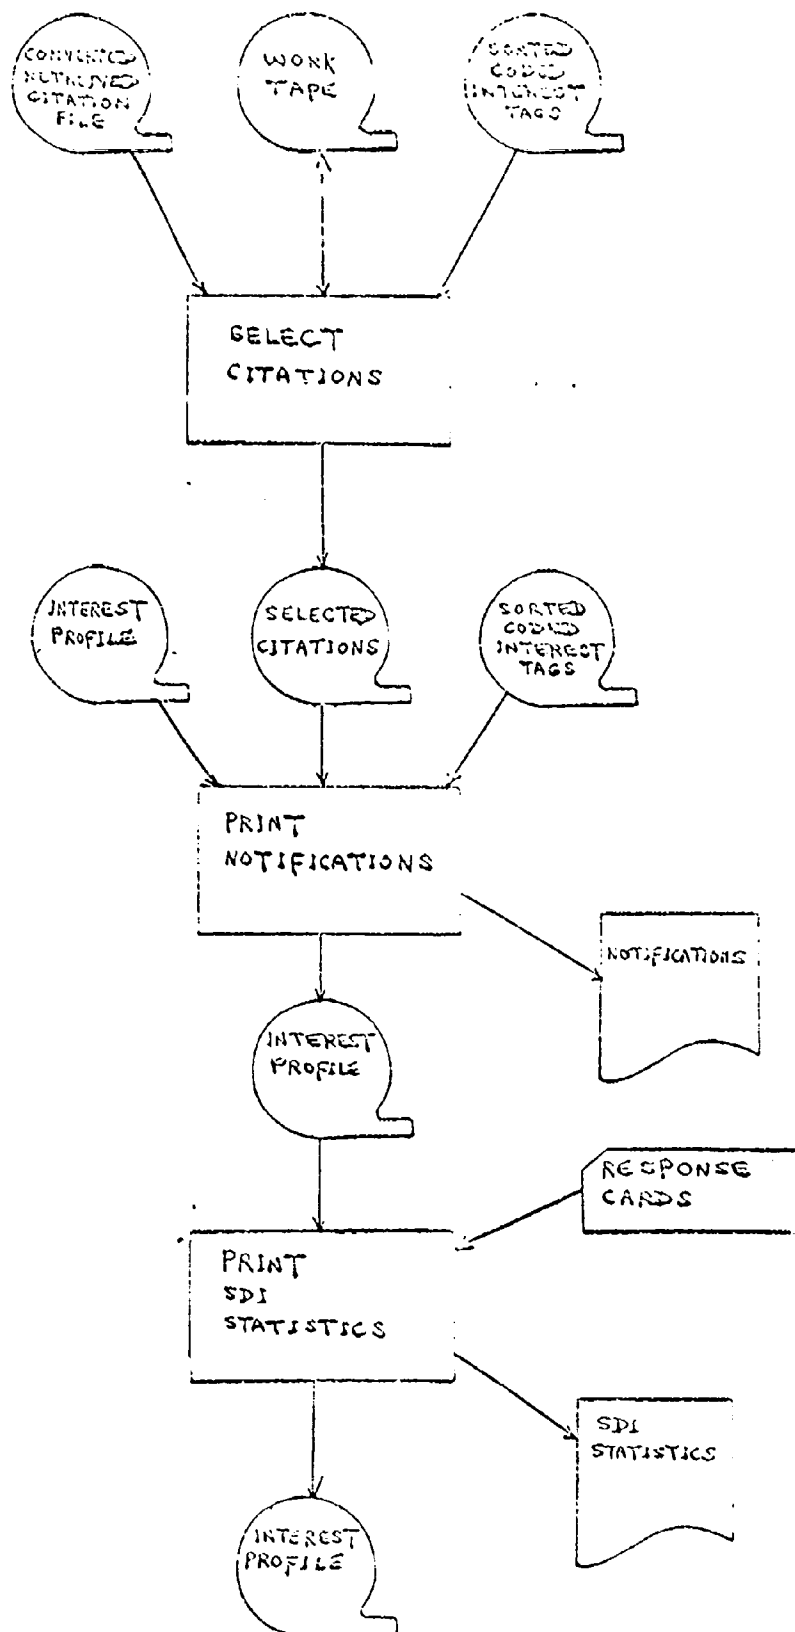 CONVERTED
RETRIEVED
CITATION
FILE
WORK
TAPE
SORTED
CODED
INTEREST
TAGS
SELECT
CITATIONS
INTEREST
PROFILE
SELECTED
CITATIONS
SORTED
CODED
INTEREST
TAGS
PRINT
NOTIFICATIONS
NOTIFICATIONS
INTEREST
PROFILE
RESPONSE
CARDS
PRINT
SDI
STATISTICS
SDI
STATISTICS
INTEREST
PROFILE